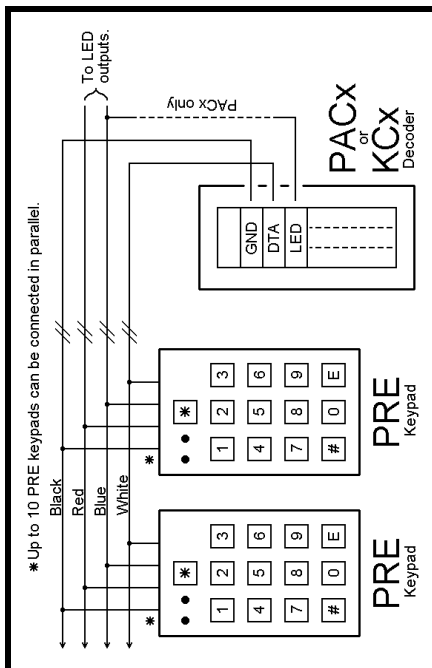 *Up to 10 PRE keypads can be connected in parallel.
Black
Red
Blue
White
To LED
outputs.
PACx only
*
*
1 2 3
4 5 6
7 8 9
# 0 E
PRE
Keypad
*
*
1 2 3
4 5 6
7 8 9
# 0 E
PRE
Keypad
GND
DTA
LED
PACx
or
KCx
Decoder